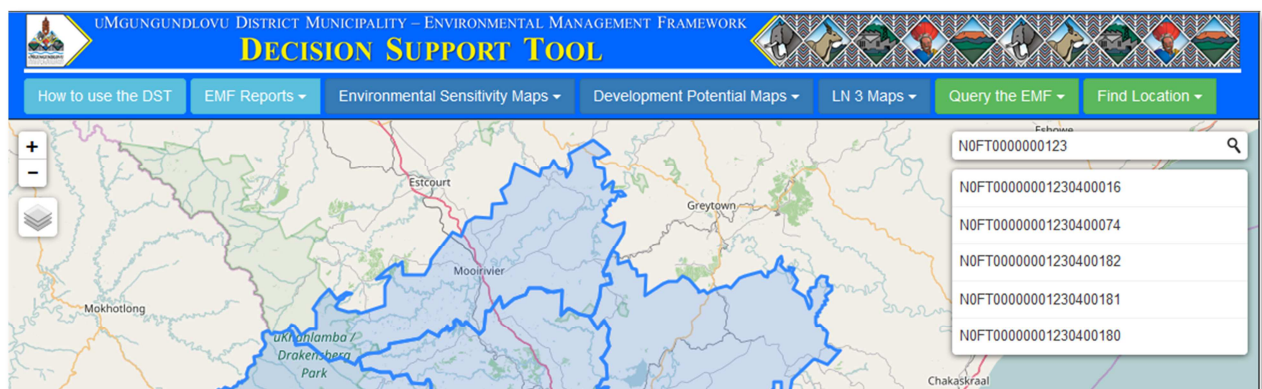 uMgungundlovu District Municipality – Environmental Management Framework
Decision Support Tool
How to use the DST
EMF Reports
Environmental Sensitivity Maps
Development Potential Maps
LN 3 Maps
Query the EMF
Find Location
+
-
N0FT0000000123
N0FT00000001230400016
N0FT00000001230400074
N0FT00000001230400182
N0FT00000001230400181
N0FT00000001230400180
Eshowe
Estcourt
Greytown
Mooirivier
Mokhotlong
uKhahlamba /
Drakensberg
Park
Chakaskraal